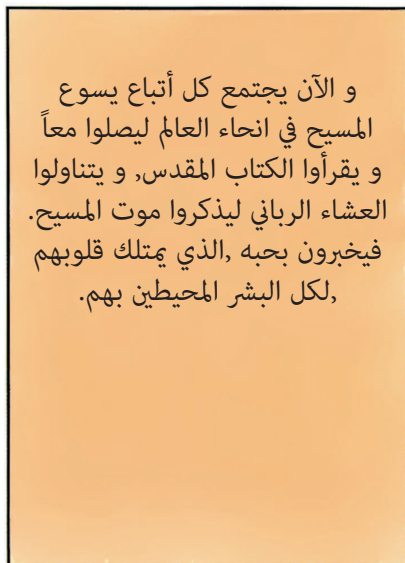 و الآن يجتمع كل أتباع يسوع
المسيح في انحاء العالم ليصلوا معاً
و يقرأوا الكتاب المقدس, و يتناولوا
العشاء الرباني ليذكروا موت المسيح.
فيخبرون بحبه ,الذي يمتلك قلوبهم
,لكل البشر المحيطين بهم.